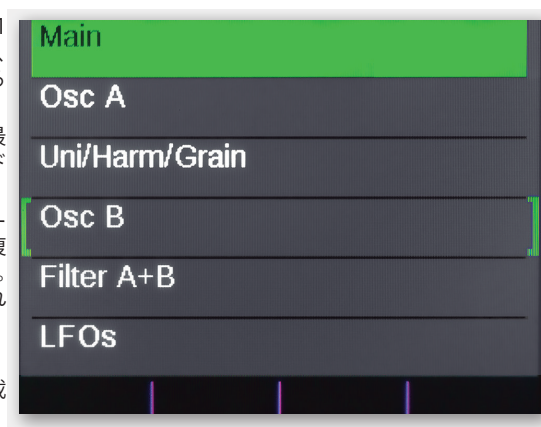 Main
Osc A
Uni/Harm/Grain
Osc B
Filter A+B
LFOs